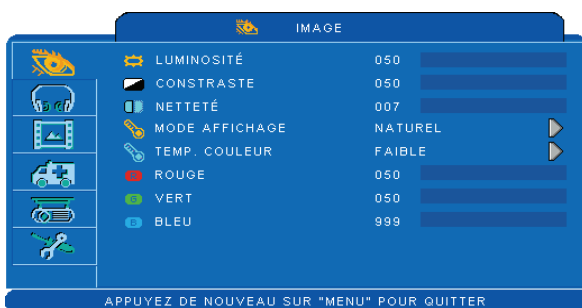 IMAGE
LUMINOSITÉ 050
CONSTRASTE 050
NETTETÉ 007
MODE AFFICHAGE NATUREL
TEMP. COULEUR FAIBLE
R ROUGE 050
G VERT 050
B BLEU 999
APPUYEZ DE NOUVEAU SUR "MENU" POUR QUITTER